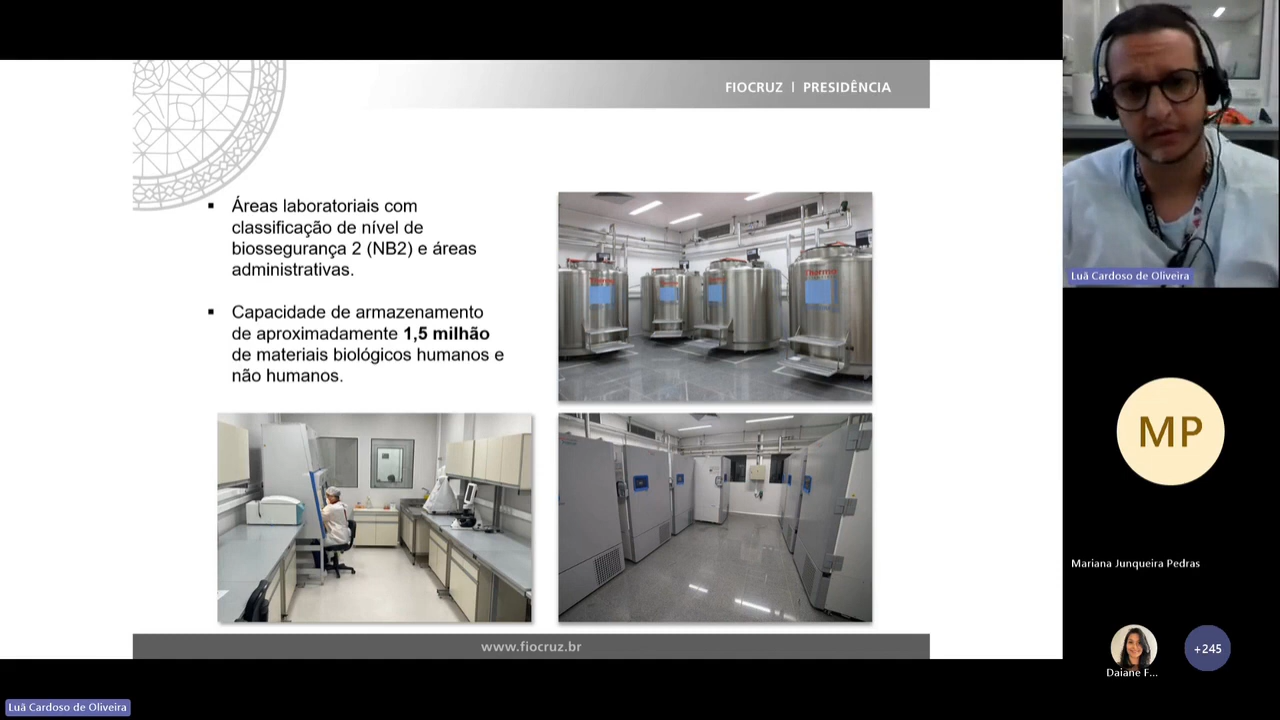 FIOCRUZ | PRESIDÊNCIA
▪ Áreas laboratoriais com
classificação de nível de
biossegurança 2 (NB2) e áreas
administrativas.
▪ Capacidade de armazenamento
de aproximadamente 1,5 milhão
de materiais biológicos humanos e
não humanos.
Thermo
www.fiocruz.br
Luã Cardoso de Oliveira
MP
Mariana Junqueira Pedras
Daiane F...
+245
Luã Cardoso de Oliveira